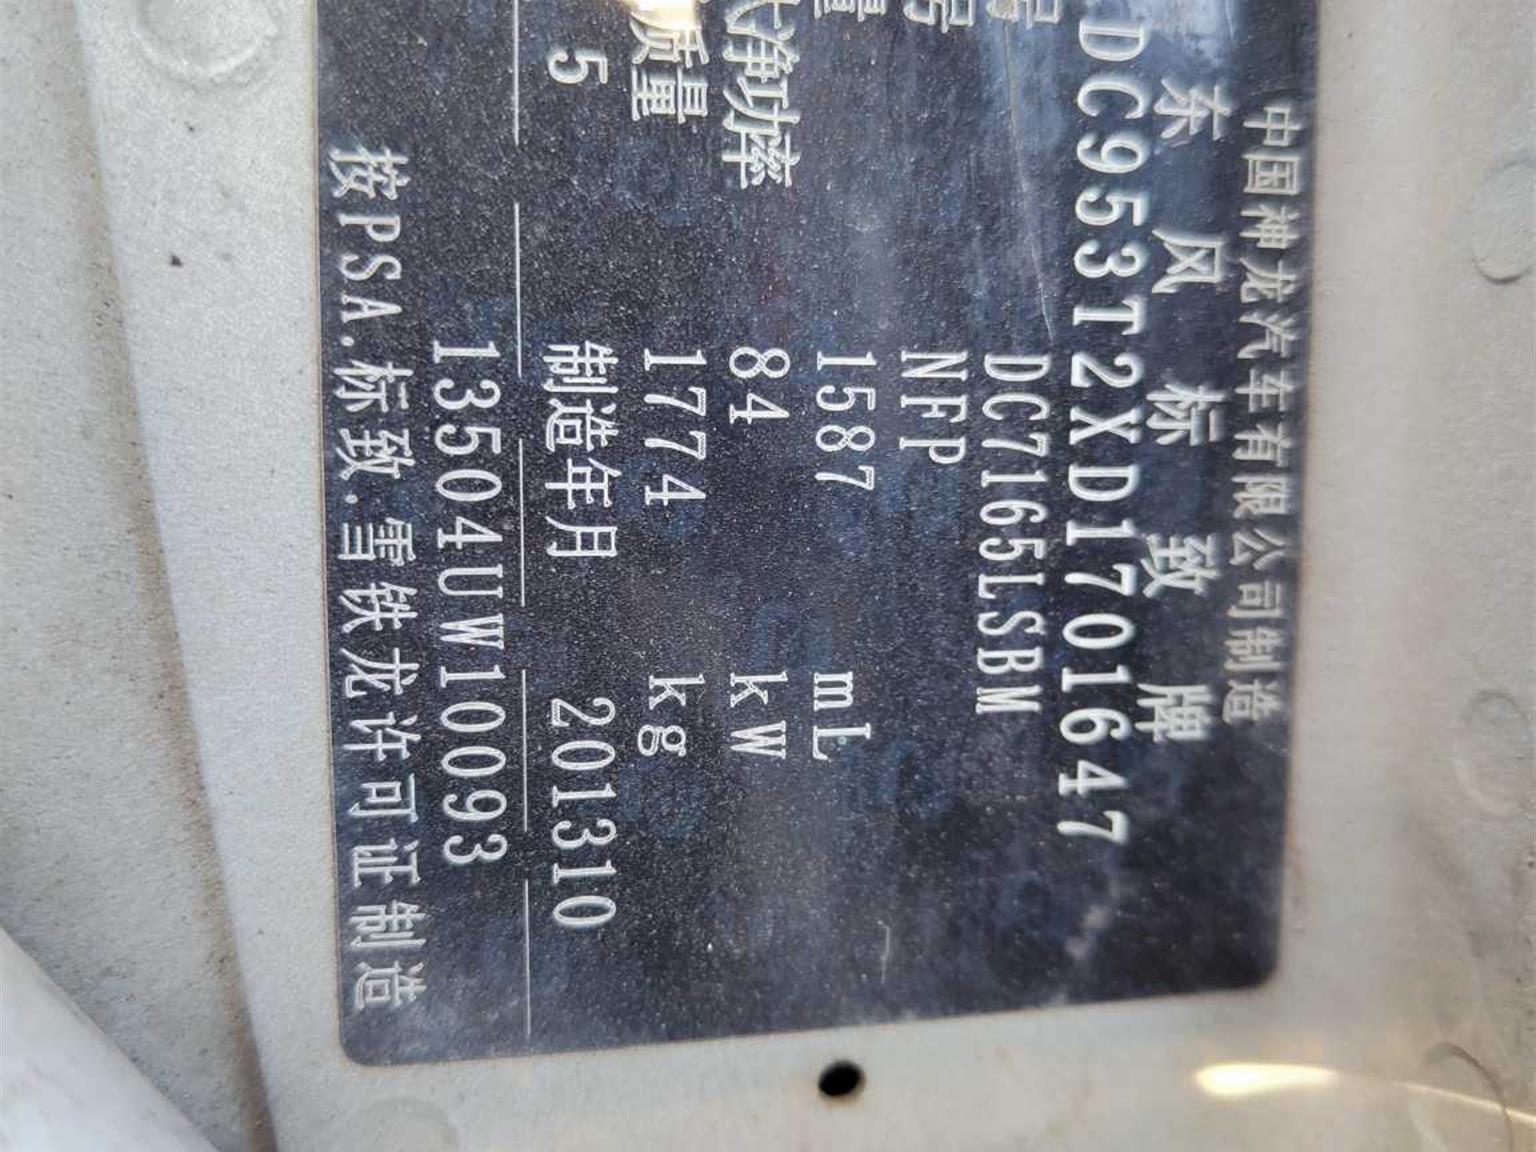 中国神龙汽车有限公司制造
东风标致牌
DC953T2XD1701647
号 DC7165LSBM
号 NFP
量 1587 mL
净功率 84 kW
质量 1774 kg
5 制造年月 201310
13504UW10093
按PSA.标致.雪铁龙许可证制造